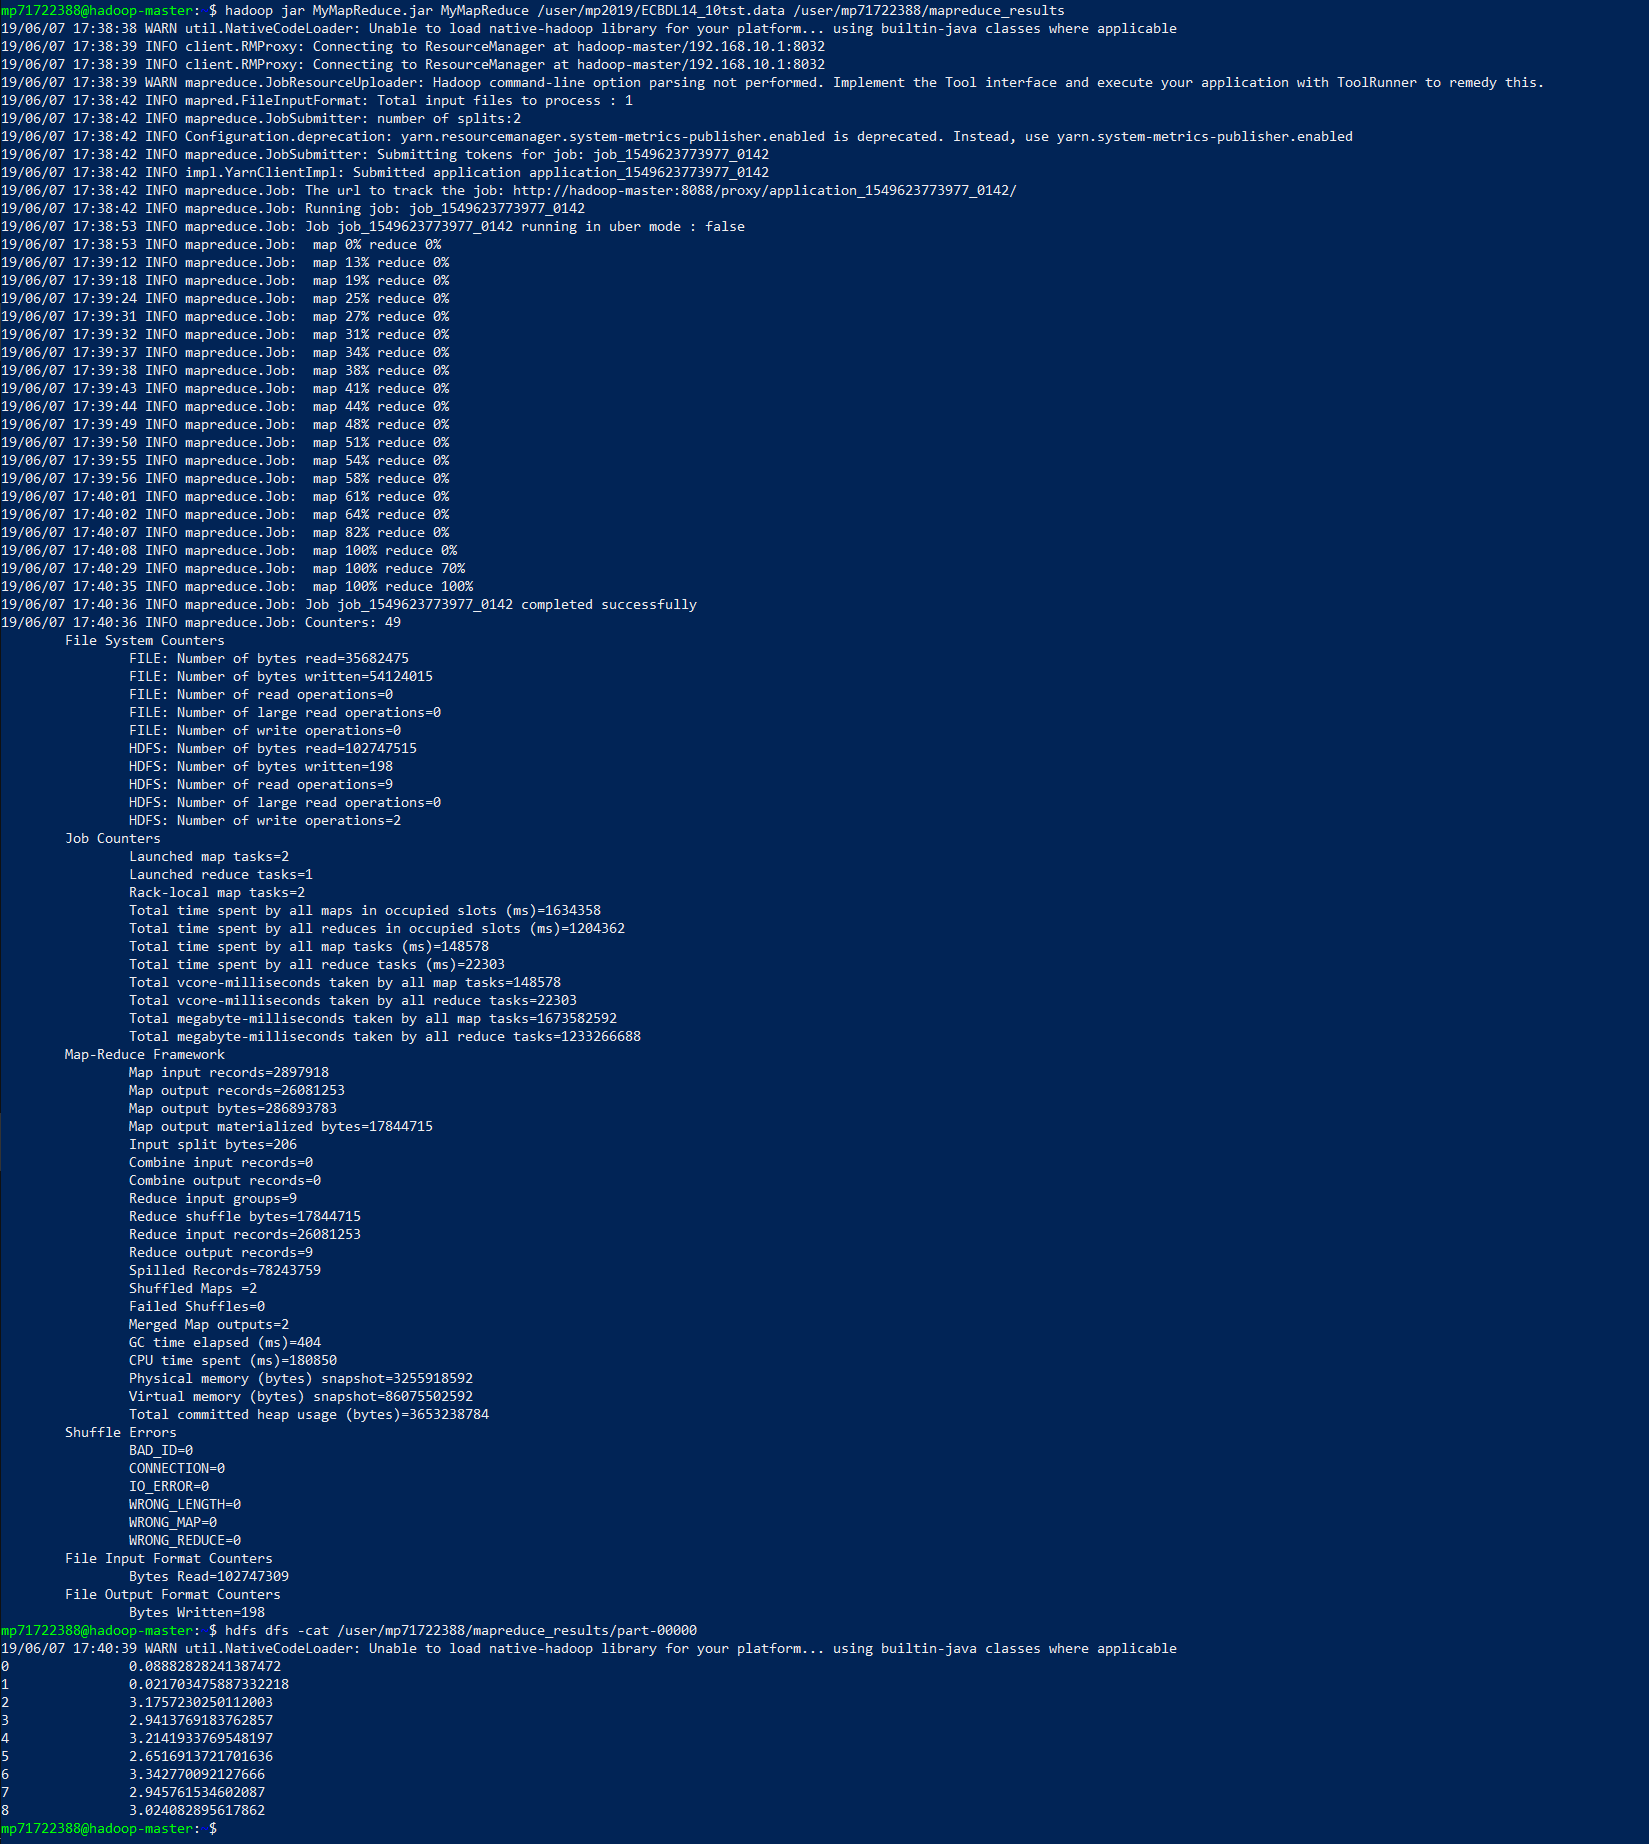 mp71722388@hadoop-master: $ hadoop jar MyMapReduce.jar MyMapReduce /user/mp2019/ECBDL14_10tst.data /user/mp71722388/mapreduce_results
19/06/07 17:38:38 WARN util.NativeCodeLoader: Unable to load native-hadoop library for your platform... using builtin-java classes where applicable
19/06/07 17:38:39 INFO client.RMProxy: Connecting to ResourceManager at hadoop-master/192.168.10.1:8032
19/06/07 17:38:39 INFO client.RMProxy: Connecting to ResourceManager at hadoop-master/192.168.10.1:8032
19/06/07 17:38:39 WARN mapreduce.JobResourceUploader: Hadoop command-line option parsing not performed. Implement the Tool interface and execute your application with ToolRunner to remedy this.
19/06/07 17:38:42 INFO mapred.FileInputFormat: Total input files to process : 1
19/06/07 17:38:42 INFO mapreduce.JobSubmitter: number of splits:2
19/06/07 17:38:42 INFO Configuration.deprecation: yarn.resourcemanager.system-metrics-publisher.enabled is deprecated. Instead, use yarn.system-metrics-publisher.enabled
19/06/07 17:38:42 INFO mapreduce.JobSubmitter: Submitting tokens for job: job_1549623773977_0142
19/06/07 17:38:42 INFO impl.YarnClientImpl: Submitted application application_1549623773977_0142
19/06/07 17:38:42 INFO mapreduce.Job: The url to track the job: http://hadoop-master:8088/proxy/application_1549623773977_0142/
19/06/07 17:38:42 INFO mapreduce.Job: Running job: job_1549623773977_0142
19/06/07 17:38:53 INFO mapreduce.Job: Job job_1549623773977_0142 running in uber mode : false
19/06/07 17:38:53 INFO mapreduce.Job:  map 0% reduce 0%
19/06/07 17:39:12 INFO mapreduce.Job:  map 13% reduce 0%
19/06/07 17:39:18 INFO mapreduce.Job:  map 19% reduce 0%
19/06/07 17:39:24 INFO mapreduce.Job:  map 25% reduce 0%
19/06/07 17:39:31 INFO mapreduce.Job:  map 27% reduce 0%
19/06/07 17:39:32 INFO mapreduce.Job:  map 31% reduce 0%
19/06/07 17:39:37 INFO mapreduce.Job:  map 34% reduce 0%
19/06/07 17:39:38 INFO mapreduce.Job:  map 38% reduce 0%
19/06/07 17:39:43 INFO mapreduce.Job:  map 41% reduce 0%
19/06/07 17:39:44 INFO mapreduce.Job:  map 44% reduce 0%
19/06/07 17:39:49 INFO mapreduce.Job:  map 48% reduce 0%
19/06/07 17:39:50 INFO mapreduce.Job:  map 51% reduce 0%
19/06/07 17:39:55 INFO mapreduce.Job:  map 54% reduce 0%
19/06/07 17:39:56 INFO mapreduce.Job:  map 58% reduce 0%
19/06/07 17:40:01 INFO mapreduce.Job:  map 61% reduce 0%
19/06/07 17:40:02 INFO mapreduce.Job:  map 64% reduce 0%
19/06/07 17:40:07 INFO mapreduce.Job:  map 82% reduce 0%
19/06/07 17:40:08 INFO mapreduce.Job:  map 100% reduce 0%
19/06/07 17:40:29 INFO mapreduce.Job:  map 100% reduce 70%
19/06/07 17:40:35 INFO mapreduce.Job:  map 100% reduce 100%
19/06/07 17:40:36 INFO mapreduce.Job: Job job_1549623773977_0142 completed successfully
19/06/07 17:40:36 INFO mapreduce.Job: Counters: 49
File System Counters
FILE: Number of bytes read=35682475
FILE: Number of bytes written=54124015
FILE: Number of read operations=0
FILE: Number of large read operations=0
FILE: Number of write operations=0
HDFS: Number of bytes read=102747515
HDFS: Number of bytes written=198
HDFS: Number of read operations=9
HDFS: Number of large read operations=0
HDFS: Number of write operations=2
Job Counters
Launched map tasks=2
Launched reduce tasks=1
Rack-local map tasks=2
Total time spent by all maps in occupied slots (ms)=1634358
Total time spent by all reduces in occupied slots (ms)=1204362
Total time spent by all map tasks (ms)=148578
Total time spent by all reduce tasks (ms)=22303
Total vcore-milliseconds taken by all map tasks=148578
Total vcore-milliseconds taken by all reduce tasks=22303
Total megabyte-milliseconds taken by all map tasks=1673582592
Total megabyte-milliseconds taken by all reduce tasks=1233266688
Map-Reduce Framework
Map input records=2897918
Map output records=26081253
Map output bytes=286893783
Map output materialized bytes=17844715
Input split bytes=206
Combine input records=0
Combine output records=0
Reduce input groups=9
Reduce shuffle bytes=17844715
Reduce input records=26081253
Reduce output records=9
Spilled Records=78243759
Shuffled Maps =2
Failed Shuffles=0
Merged Map outputs=2
GC time elapsed (ms)=404
CPU time spent (ms)=180850
Physical memory (bytes) snapshot=3255918592
Virtual memory (bytes) snapshot=86075502592
Total committed heap usage (bytes)=3653238784
Shuffle Errors
BAD_ID=0
CONNECTION=0
IO_ERROR=0
WRONG_LENGTH=0
WRONG_MAP=0
WRONG_REDUCE=0
File Input Format Counters
Bytes Read=102747309
File Output Format Counters
Bytes Written=198
mp71722388@hadoop-master: $ hdfs dfs -cat /user/mp71722388/mapreduce_results/part-00000
19/06/07 17:40:39 WARN util.NativeCodeLoader: Unable to load native-hadoop library for your platform... using builtin-java classes where applicable
0 0.08882828241387472
1 0.021703475887332218
2 3.1757230250112003
3 2.9413769183762857
4 3.2141933769548197
5 2.6516913721701636
6 3.342770092127666
7 2.945761534602087
8 3.024082895617862
mp71722388@hadoop-master: $